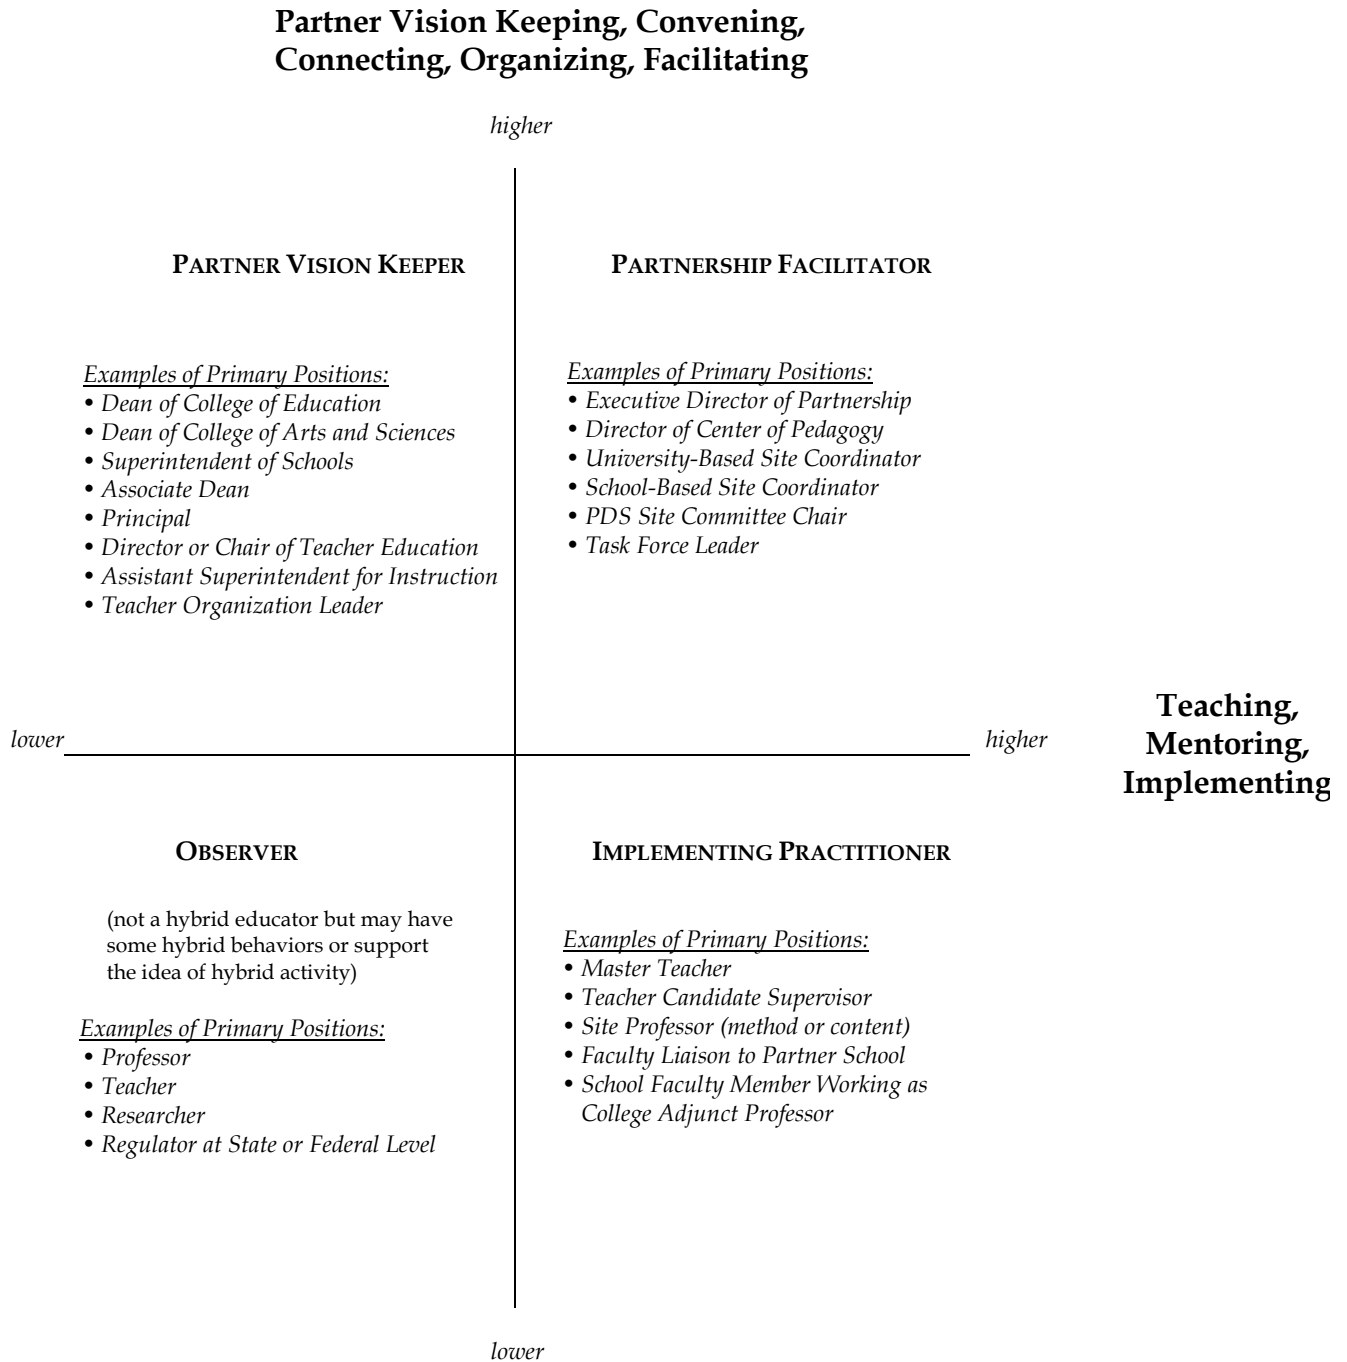 Partner Vision Keeping, Convening,
Connecting, Organizing, Facilitating
higher
PARTNER VISION KEEPER
Examples of Primary Positions:
• Dean of College of Education
• Dean of College of Arts and Sciences
• Superintendent of Schools
• Associate Dean
• Principal
• Director or Chair of Teacher Education
• Assistant Superintendent for Instruction
• Teacher Organization Leader
PARTNERSHIP FACILITATOR
Examples of Primary Positions:
• Executive Director of Partnership
• Director of Center of Pedagogy
• University-Based Site Coordinator
• School-Based Site Coordinator
• PDS Site Committee Chair
• Task Force Leader
lower
higher
Teaching,
Mentoring,
Implementing
OBSERVER
(not a hybrid educator but may have
some hybrid behaviors or support
the idea of hybrid activity)
Examples of Primary Positions:
• Professor
• Teacher
• Researcher
• Regulator at State or Federal Level
IMPLEMENTING PRACTITIONER
Examples of Primary Positions:
• Master Teacher
• Teacher Candidate Supervisor
• Site Professor (method or content)
• Faculty Liaison to Partner School
• School Faculty Member Working as
College Adjunct Professor
lower